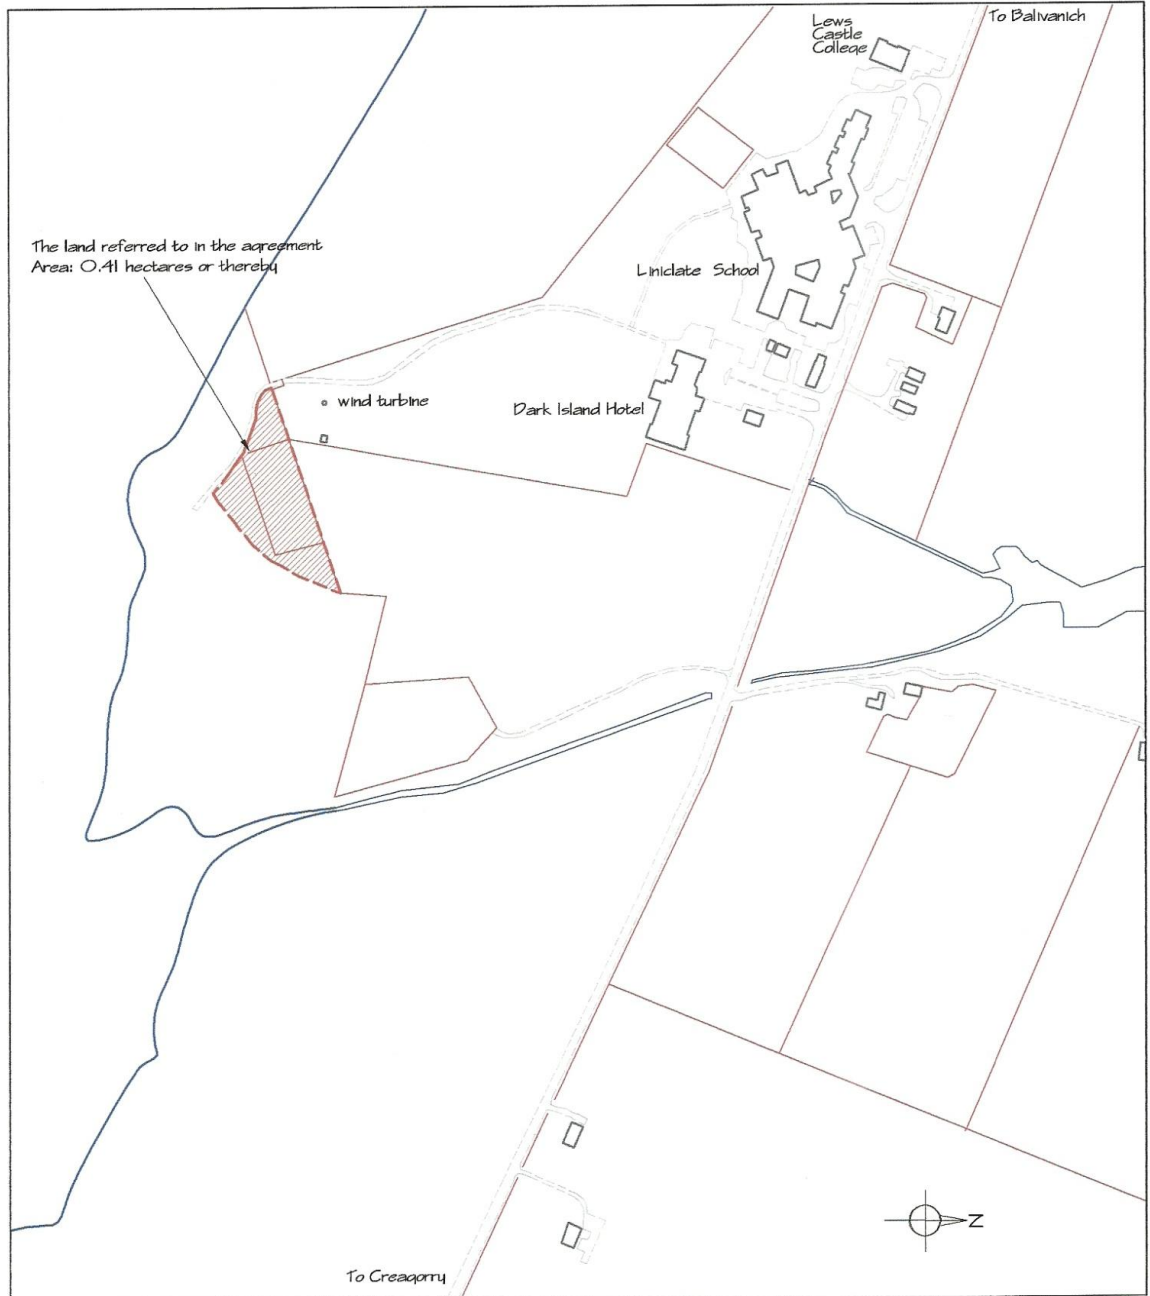 To Balivanich
Lews
Castle
College
The land referred to in the agreement
Area: 0.41 hectares or thereby
Liniclate School
wind turbine
Dark Island Hotel
N
To Creagorry